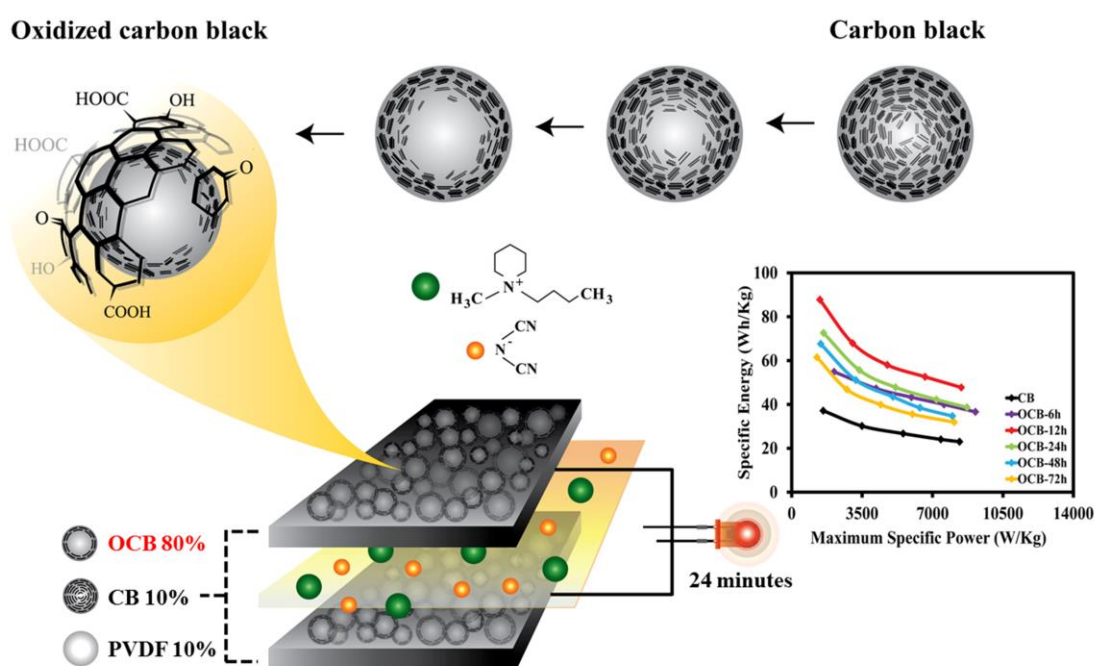 Oxidized carbon black
Carbon black
HOOC
OH
HOOC
O
O
HO
COOH
N
+
H₃C
CH₃
CN
N
-
CN
Specific Energy (Wh/Kg)
100
80
60
40
20
0
CB
OCB-6h
OCB-12h
OCB-24h
OCB-48h
OCB-72h
0 3500 7000 10500 14000
Maximum Specific Power (W/Kg)
OCB 80%
CB 10%
PVDF 10%
24 minutes